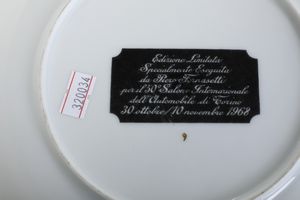 Edizione Limitata
Specialmente Eseguita
da Piero Fornasetti
per il 50° Salone Internazionale
dell'Automobile di Torino
30 ottobre/10 novembre 1968
320034